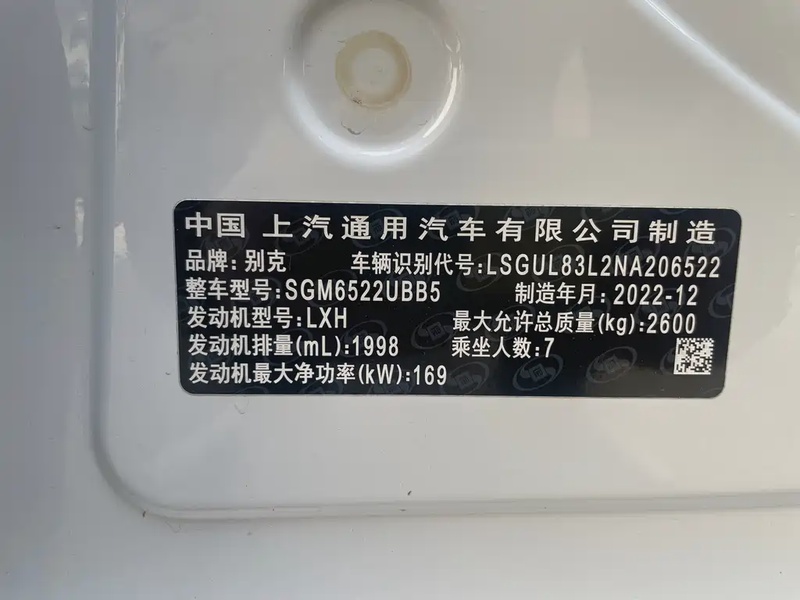 中国 上汽通用汽车有限公司制造
品牌:别克 车辆识别代号:LSGUL83L2NA206522
整车型号:SGM6522UBB5 制造年月:2022-12
发动机型号:LXH 最大允许总质量(kg):2600
发动机排量(mL):1998 乘坐人数:7
发动机最大净功率(kW):169